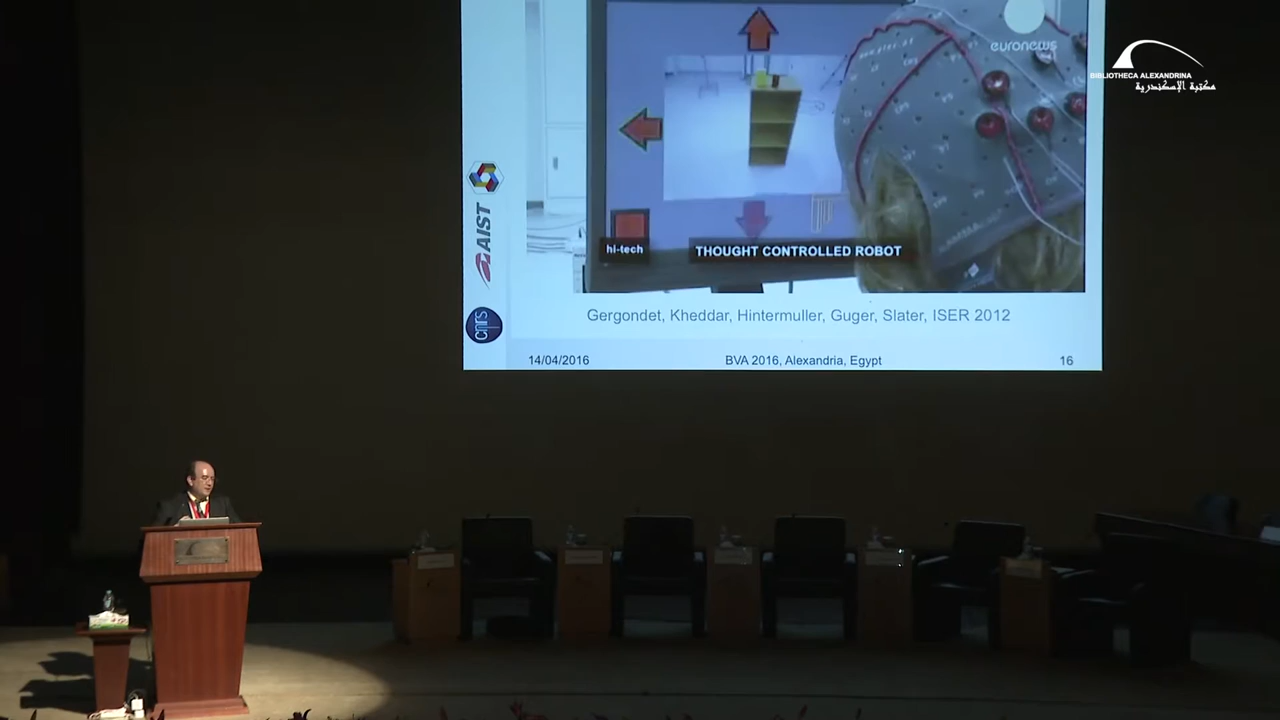 euronews
BIBLIOTHECA ALEXANDRINA
مكتبة الإسكندرية
AIST
cnrs
hi-tech
THOUGHT CONTROLLED ROBOT
Gergondet, Kheddar, Hintermuller, Guger, Slater, ISER 2012
14/04/2016
BVA 2016, Alexandria, Egypt
16